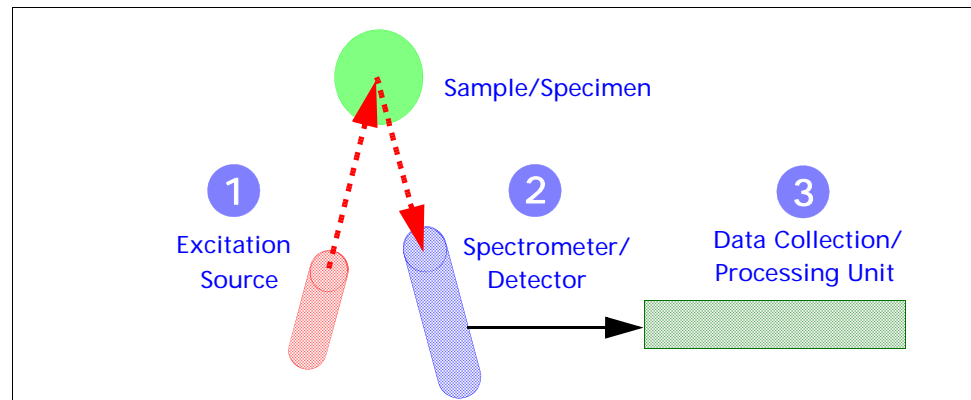 Sample/Specimen
1
Excitation
Source
2
Spectrometer/
Detector
3
Data Collection/
Processing Unit